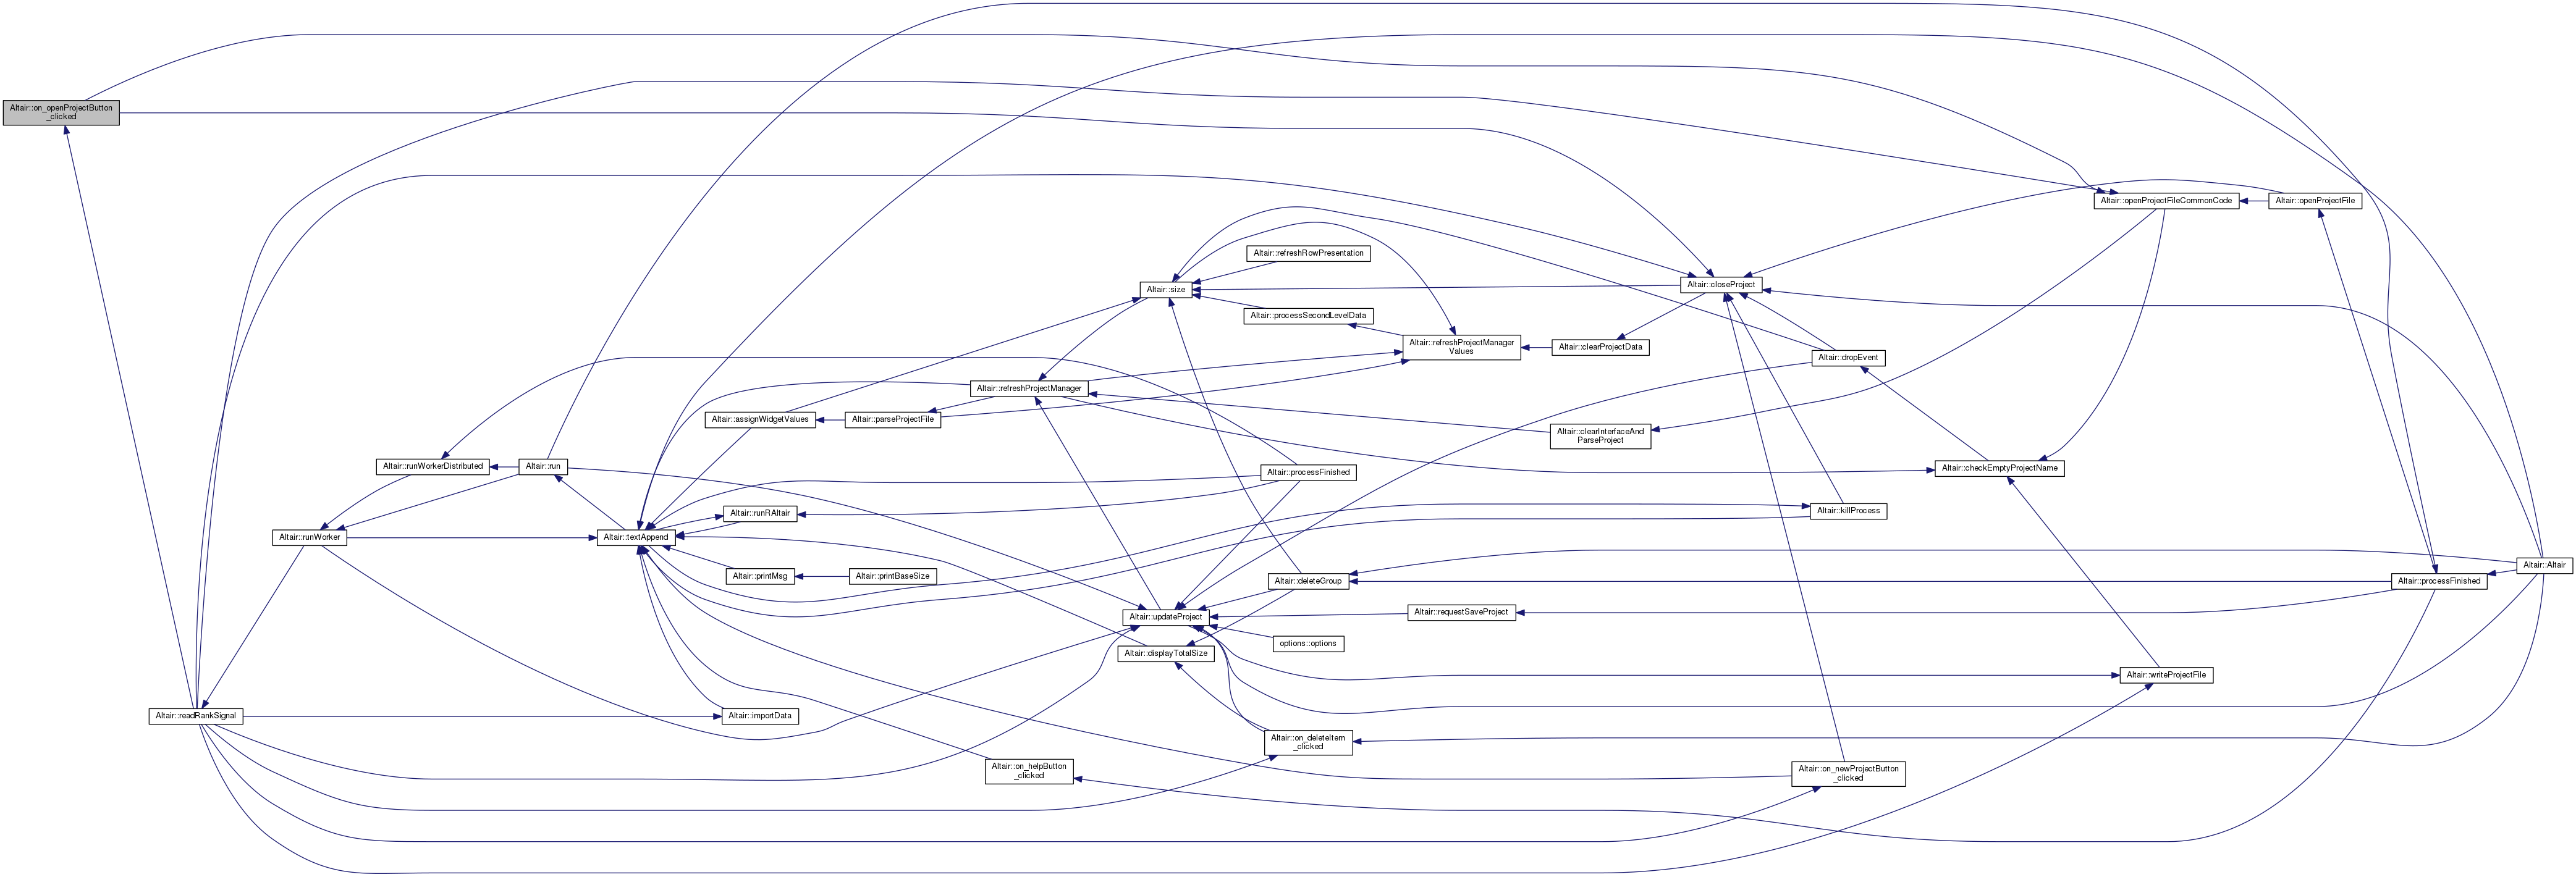 Altair::on_openProjectButton
_clicked
Altair::openProjectFileCommonCode
Altair::openProjectFile
Altair::refreshRowPresentation
Altair::size
Altair::closeProject
Altair::processSecondLevelData
Altair::refreshProjectManager
Values
Altair::clearProjectData
Altair::dropEvent
Altair::refreshProjectManager
Altair::assignWidgetValues
Altair::parseProjectFile
Altair::clearInterfaceAnd
ParseProject
Altair::runWorkerDistributed
Altair::run
Altair::processFinished
Altair::checkEmptyProjectName
Altair::runRAltair
Altair::killProcess
Altair::runWorker
Altair::textAppend
Altair::printMsg
Altair::printBaseSize
Altair::deleteGroup
Altair::processFinished
Altair::Altair
Altair::updateProject
Altair::requestSaveProject
options::options
Altair::displayTotalSize
Altair::writeProjectFile
Altair::readRankSignal
Altair::importData
Altair::on_deleteItem
_clicked
Altair::on_helpButton
_clicked
Altair::on_newProjectButton
_clicked